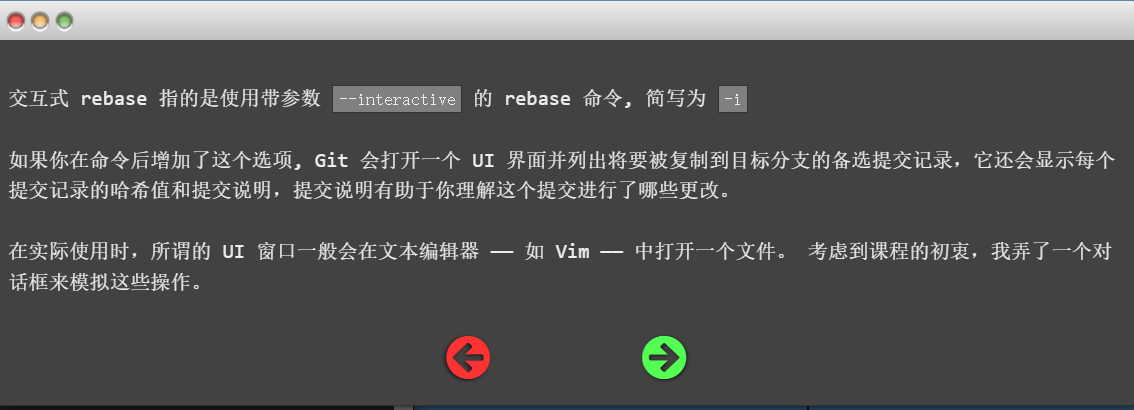 交互式 rebase 指的是使用带参数 --interactive 的 rebase 命令, 简写为 -i
如果你在命令后增加了这个选项, Git 会打开一个 UI 界面并列出将要被复制到目标分支的备选提交记录，它还会显示每个
提交记录的哈希值和提交说明，提交说明有助于你理解这个提交进行了哪些更改。
在实际使用时，所谓的 UI 窗口一般会在文本编辑器 —— 如 Vim —— 中打开一个文件。 考虑到课程的初衷，我弄了一个对
话框来模拟这些操作。